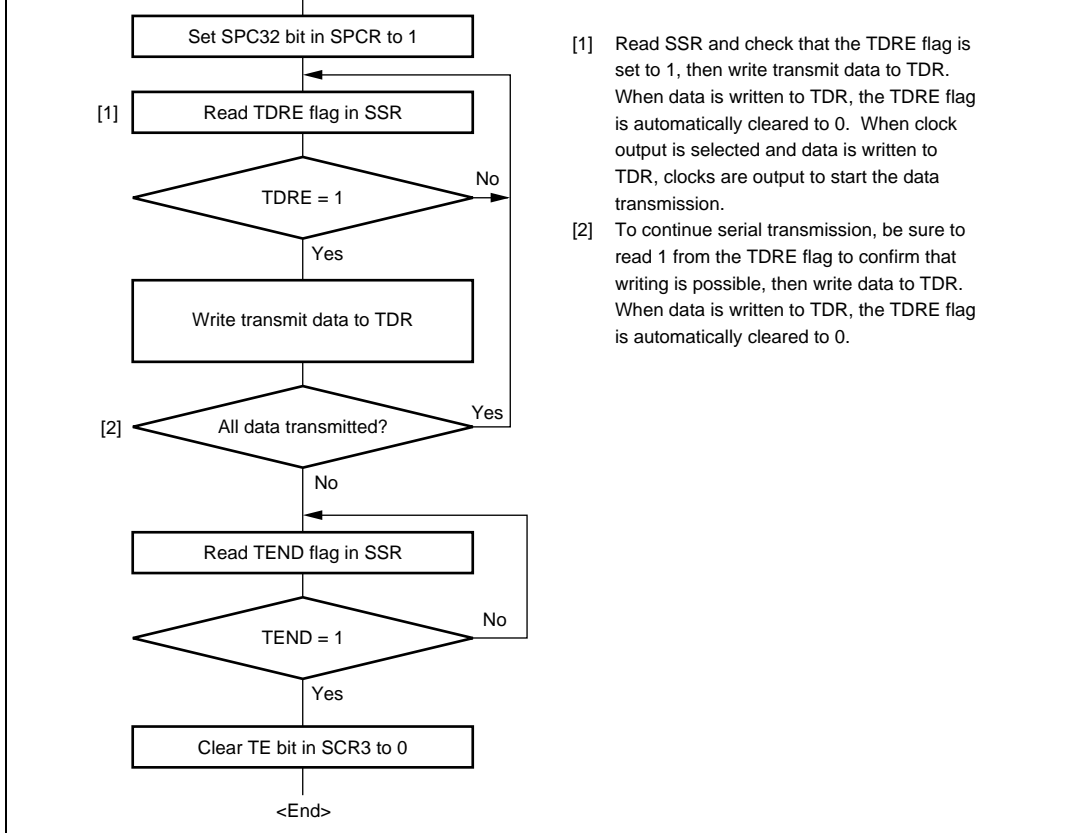 Set SPC32 bit in SPCR to 1
[1]
Read TDRE flag in SSR
TDRE = 1
No
Yes
Write transmit data to TDR
[2]
All data transmitted?
Yes
No
Read TEND flag in SSR
TEND = 1
No
Yes
Clear TE bit in SCR3 to 0
<End>
[1] Read SSR and check that the TDRE flag is
set to 1, then write transmit data to TDR.
When data is written to TDR, the TDRE flag
is automatically cleared to 0. When clock
output is selected and data is written to
TDR, clocks are output to start the data
transmission.
[2] To continue serial transmission, be sure to
read 1 from the TDRE flag to confirm that
writing is possible, then write data to TDR.
When data is written to TDR, the TDRE flag
is automatically cleared to 0.